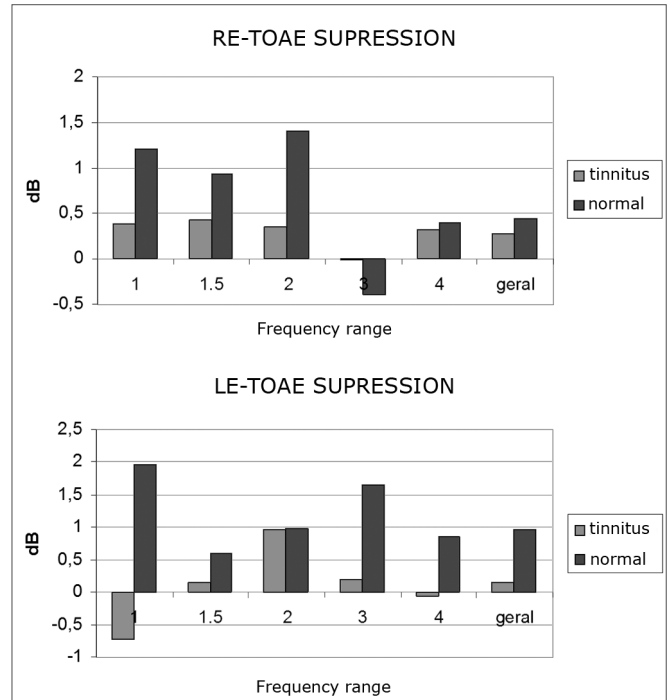 RE-TOAE SUPRESSION
2
1,5
1
0,5
0
-0,5
dB
1 1.5 2 3 4 geral
Frequency range
tinnitus
normal
LE-TOAE SUPRESSION
2,5
2
1,5
1
0,5
0
-0,5
-1
dB
1 1.5 2 3 4 geral
Frequency range
tinnitus
normal